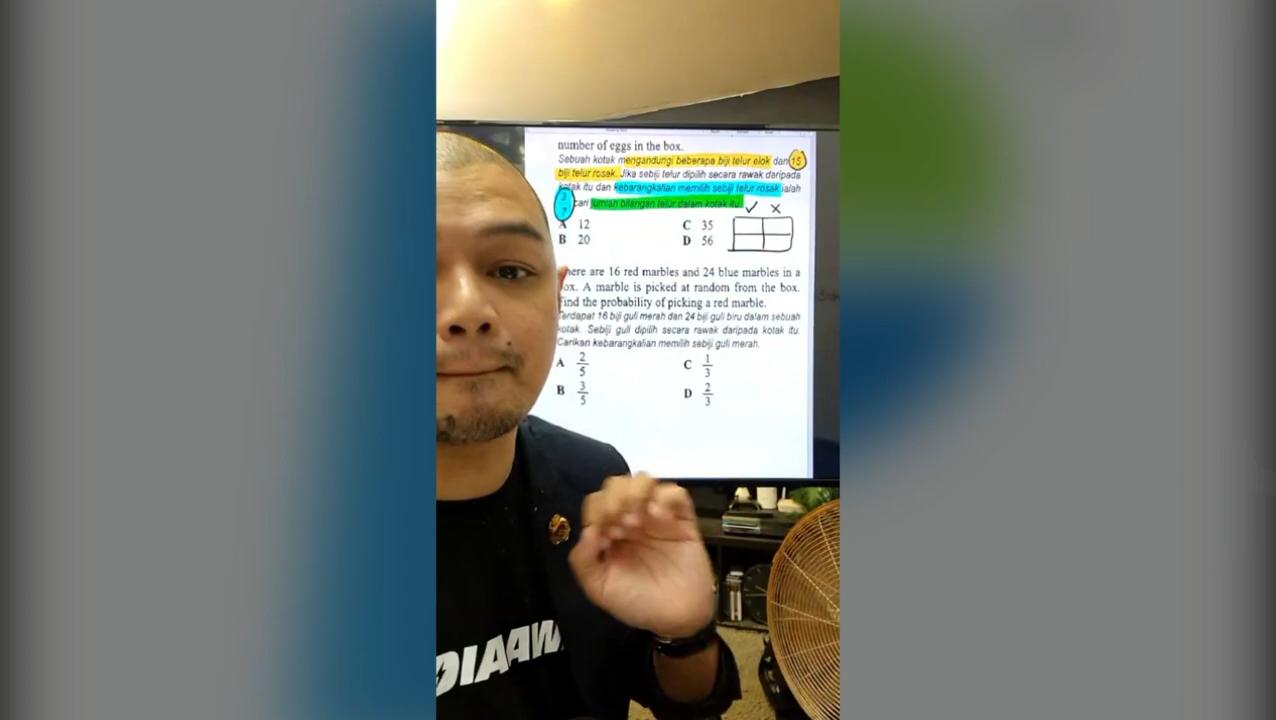 number of eggs in the box.
Sebuah kotak mengandungi beberapa biji telur elok dan 15
biji telur rosak. Jika sebiji telur dipilih secara rawak daripada
kotak itu dan kebarangkalian memilih sebiji telur rosak ialah
3
7
cari jumlah bilangan telur dalam kotak itu.
✓ X
A 12
C 35
B 20
D 56
here are 16 red marbles and 24 blue marbles in a
ox. A marble is picked at random from the box.
Find the probability of picking a red marble.
Terdapat 16 biji guli merah dan 24 biji guli biru dalam sebuah
kotak. Sebiji guli dipilih secara rawak daripada kotak itu.
Carikan kebarangkalian memilih sebiji guli merah.
A 2/5
C 1/3
B 3/5
D 2/3
DIAAW